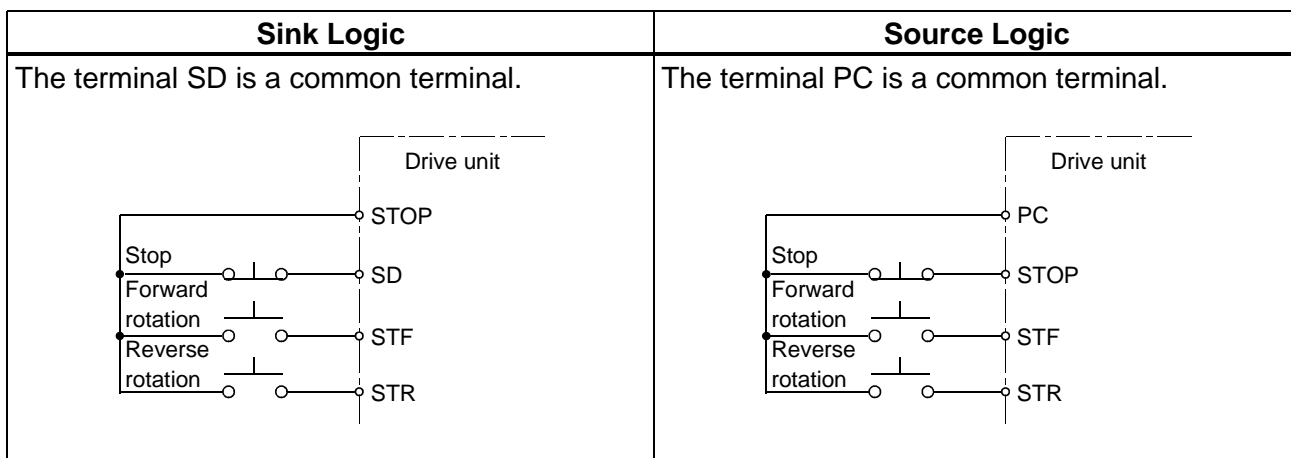 Sink Logic
The terminal SD is a common terminal.
Drive unit
STOP
Stop
SD
Forward
rotation
STF
Reverse
rotation
STR
Source Logic
The terminal PC is a common terminal.
Drive unit
PC
Stop
STOP
Forward
rotation
STF
Reverse
rotation
STR